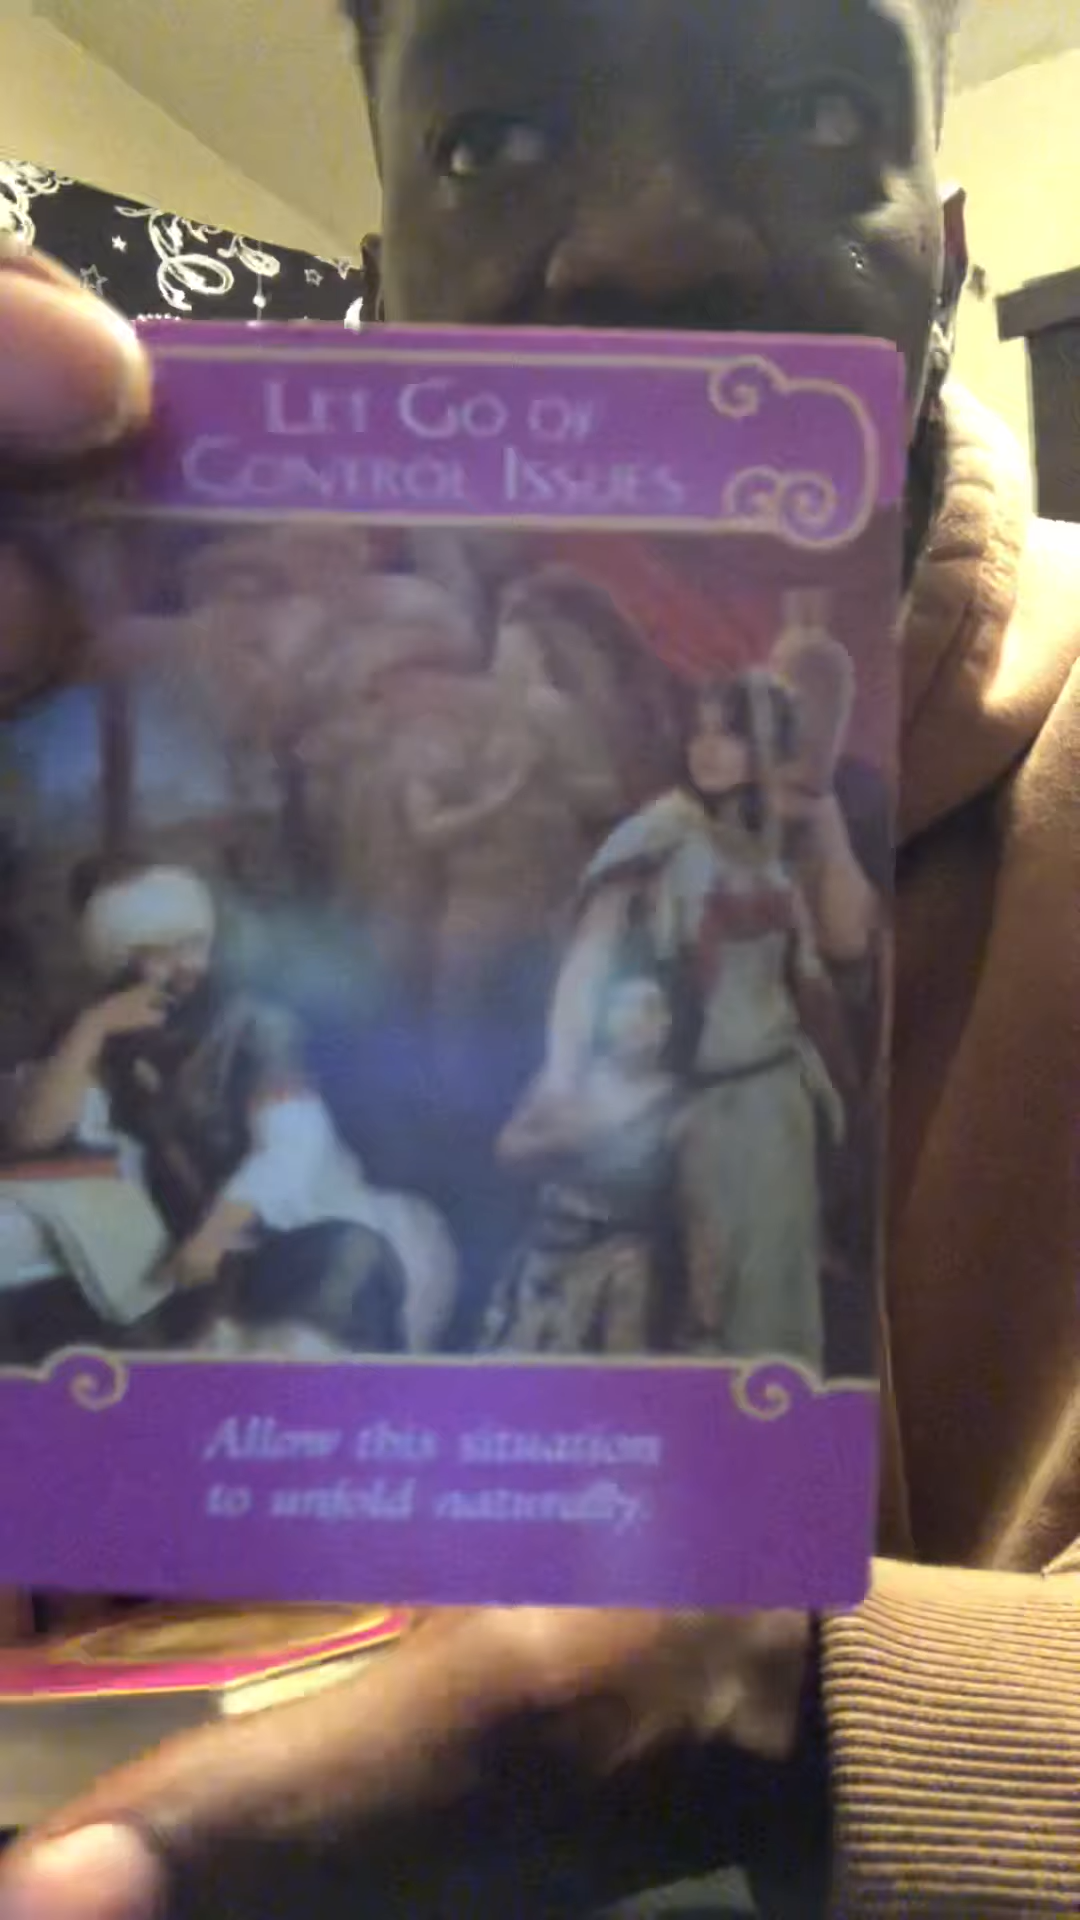 LET GO OF
CONTROL ISSUES
Allow this situation
to unfold naturally.